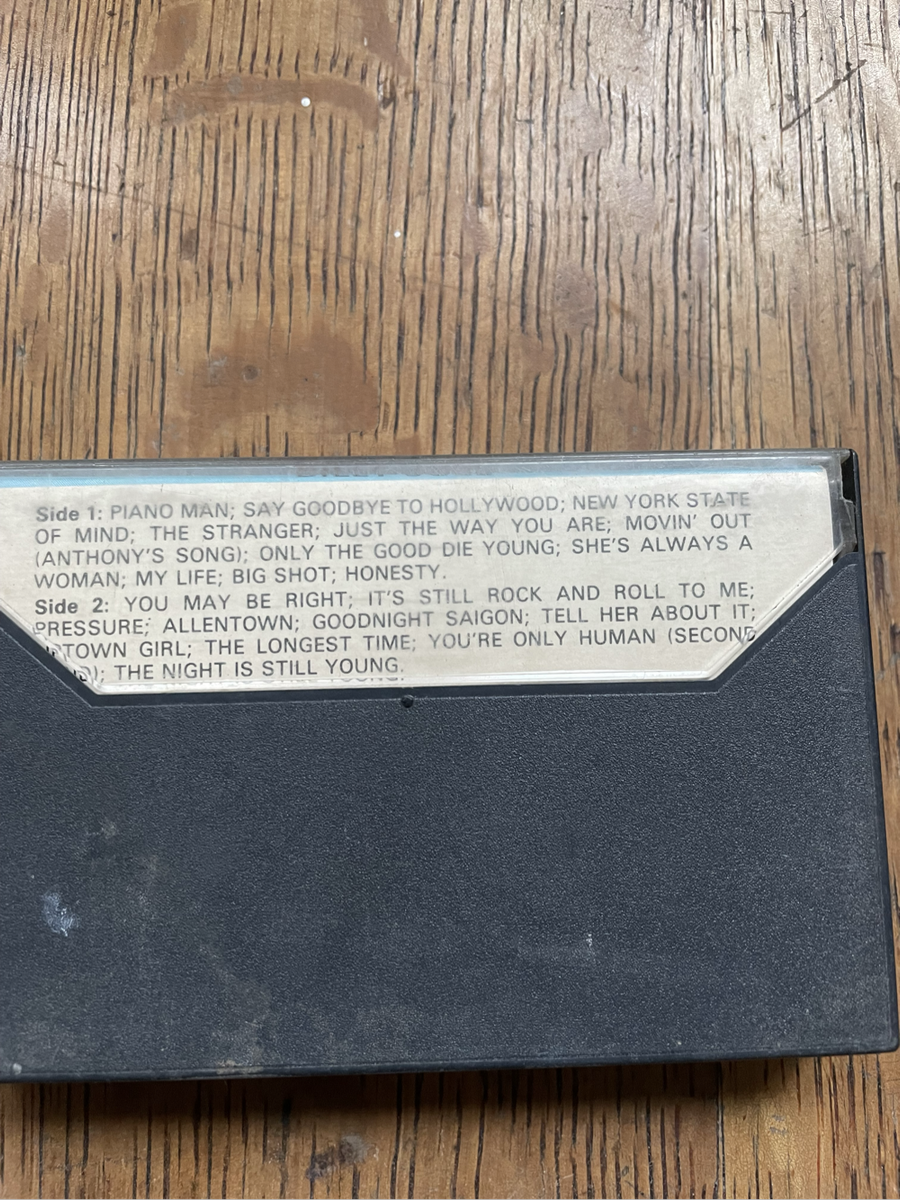 Side 1: PIANO MAN; SAY GOODBYE TO HOLLYWOOD; NEW YORK STATE
OF MIND; THE STRANGER; JUST THE WAY YOU ARE; MOVIN' OUT
(ANTHONY'S SONG); ONLY THE GOOD DIE YOUNG; SHE'S ALWAYS A
WOMAN; MY LIFE; BIG SHOT; HONESTY.
Side 2: YOU MAY BE RIGHT; IT'S STILL ROCK AND ROLL TO ME;
PRESSURE; ALLENTOWN; GOODNIGHT SAIGON; TELL HER ABOUT IT;
UPTOWN GIRL; THE LONGEST TIME; YOU'RE ONLY HUMAN (SECOND
); THE NIGHT IS STILL YOUNG.